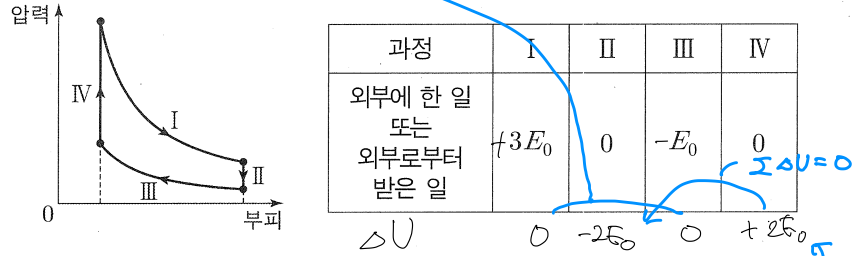 압력
IV
I
II
III
0
부피
과정 I II III IV
외부에 한 일
또는
외부로부터
받은 일
+3E₀ 0 -E₀ 0
ΣΔU=0
ΔU 0 -2E₀ 0 +2E₀